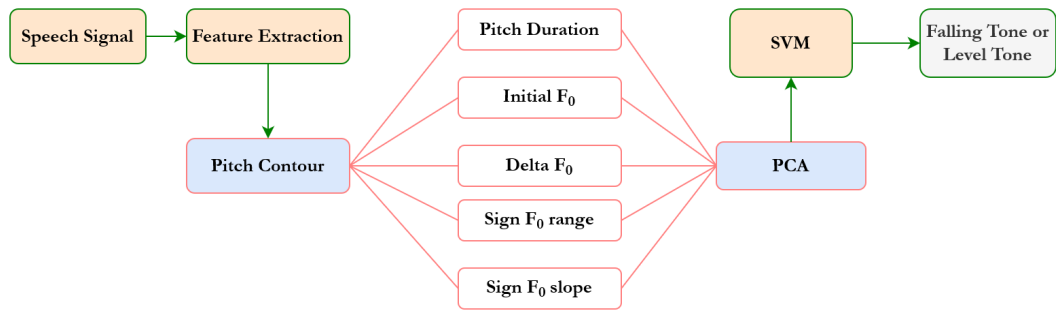 Speech Signal
Feature Extraction
Pitch Contour
Pitch Duration
Initial F₀
Delta F₀
Sign F₀ range
Sign F₀ slope
PCA
SVM
Falling Tone or
Level Tone